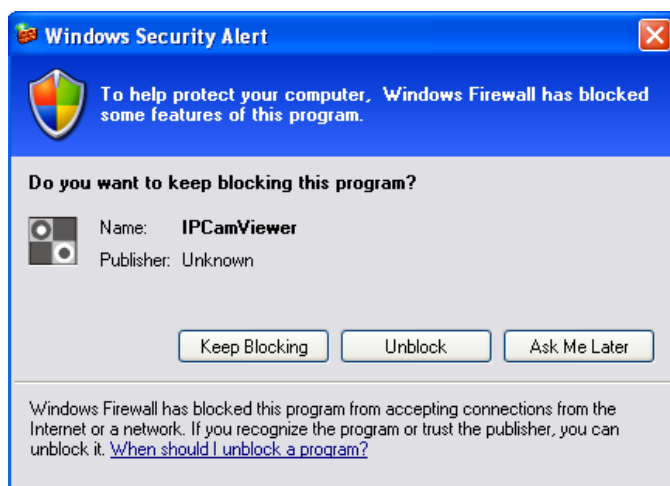 Windows Security Alert
To help protect your computer, Windows Firewall has blocked
some features of this program.
Do you want to keep blocking this program?
Name: IPCamViewer
Publisher: Unknown
Keep Blocking Unblock Ask Me Later
Windows Firewall has blocked this program from accepting connections from the
Internet or a network. If you recognize the program or trust the publisher, you can
unblock it. When should I unblock a program?